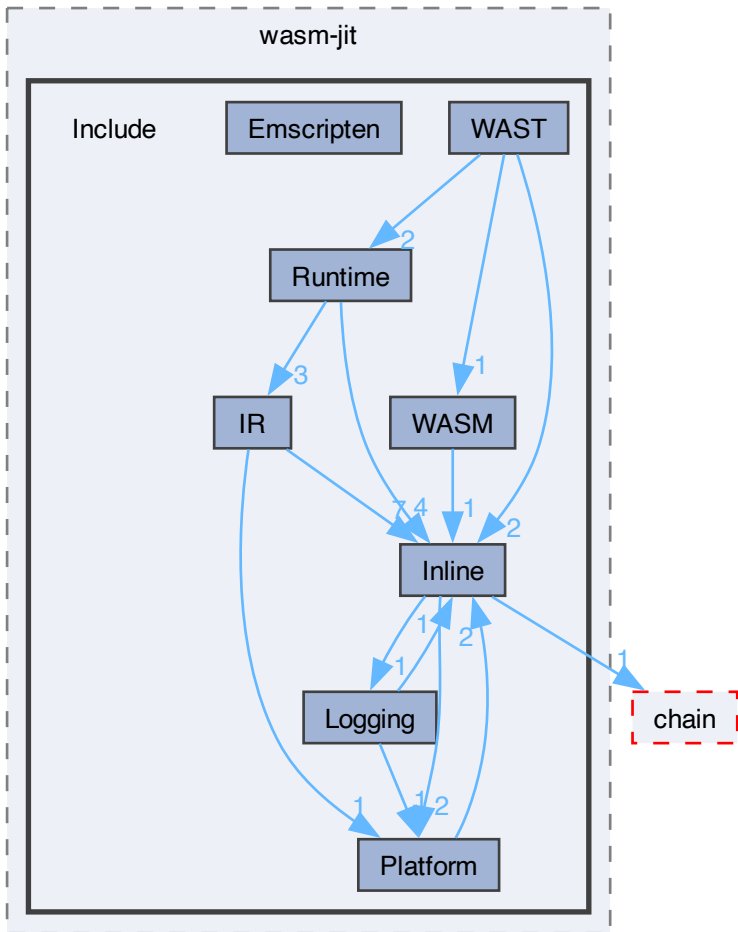 wasm-jit
Include
Emscripten
WAST
2
Runtime
3
1
IR
WASM
7
4
1
2
Inline
1
1
2
1
Logging
chain
1
1
2
Platform